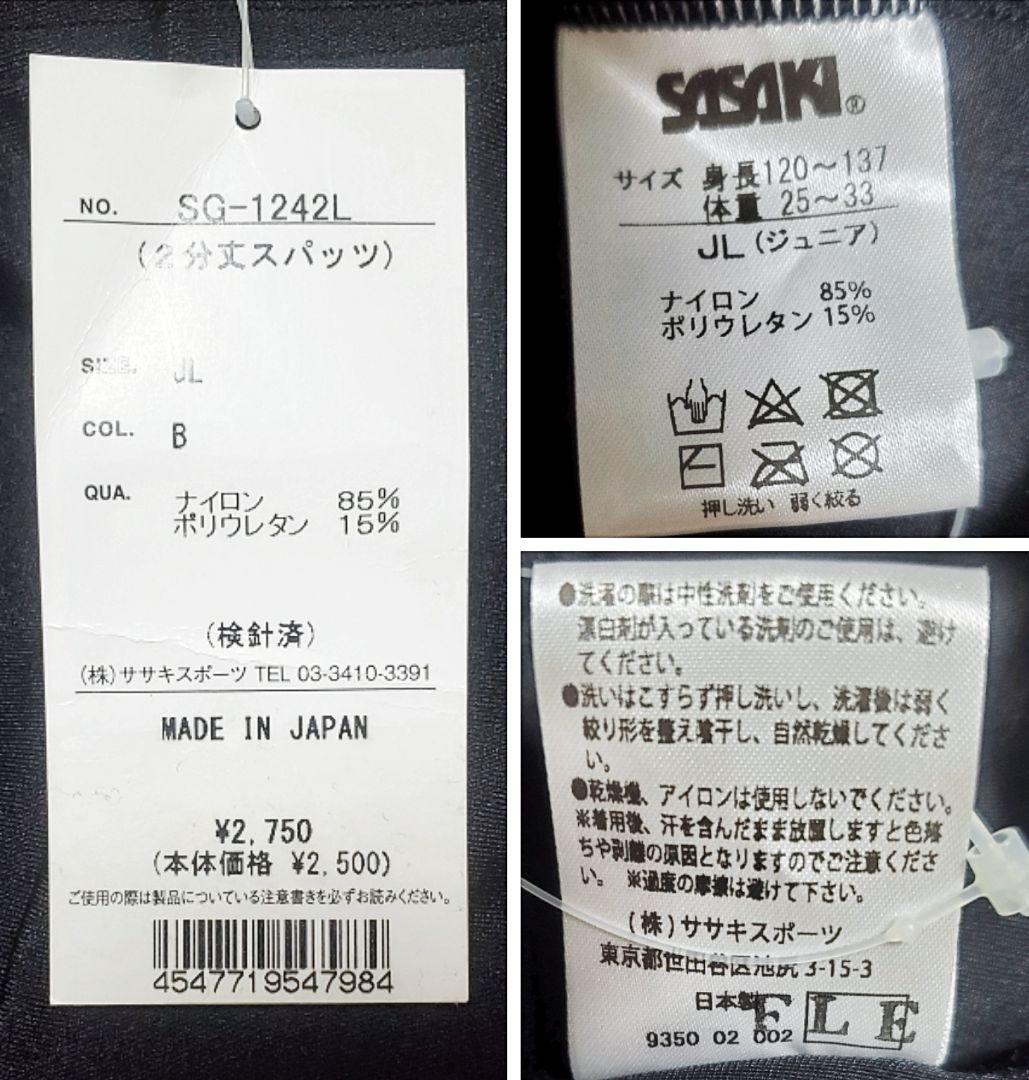 NO. SG-1242L
(2分丈スパッツ)
SIZE. JL
COL. B
QUA. ナイロン 85%
ポリウレタン 15%
(検針済)
(株)ササキスポーツ TEL 03-3410-3391
MADE IN JAPAN
¥2,750
(本体価格 ¥2,500)
ご使用の際は製品についている注意書きを必ずお読みください。
4547719547984
SASAKI®
サイズ 身長120～137
体重 25～33
JL(ジュニア)
ナイロン 85%
ポリウレタン 15%
押し洗い 弱く絞る
●洗濯の際は中性洗剤をご使用ください。
漂白剤が入っている洗剤のご使用は、避け
てください。
●洗いはこすらず押し洗いし、洗濯後は弱く
絞り形を整え陰干し、自然乾燥してくださ
い。
●乾燥機、アイロンは使用しないでください。
※着用後、汗を含んだまま放置しますと色落
ちや剥離の原因となりますのでご注意くださ
い。 ※過度の摩擦は避けて下さい。
(株)ササキスポーツ
東京都世田谷区池尻 3-15-3
日本製
9350 02 002
F L E